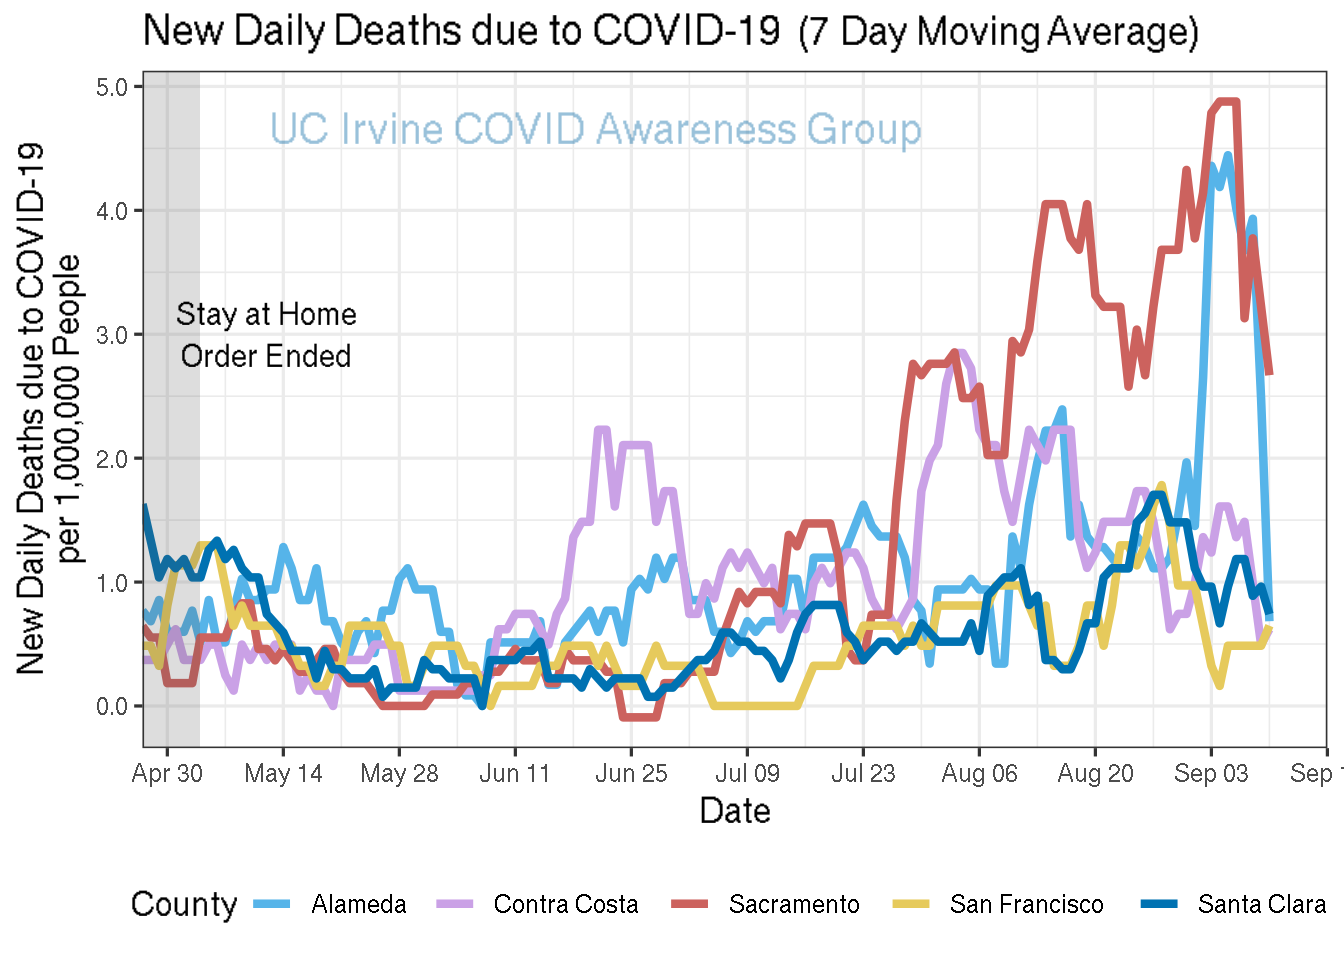 New Daily Deaths due to COVID-19 (7 Day Moving Average)
UC Irvine COVID Awareness Group
Stay at Home
Order Ended
New Daily Deaths due to COVID-19
per 1,000,000 People
5.0
4.0
3.0
2.0
1.0
0.0
Apr 30 May 14 May 28 Jun 11 Jun 25 Jul 09 Jul 23 Aug 06 Aug 20 Sep 03 Sep
Date
County Alameda Contra Costa Sacramento San Francisco Santa Clara